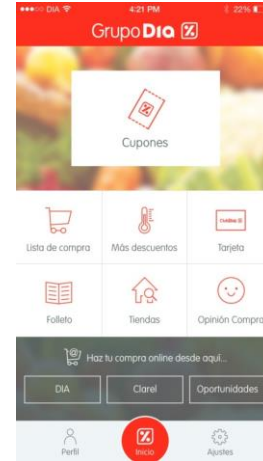 DIA 4:21 PM 22%
Grupo DIA %
Cupones
Lista de compra Más descuentos Tarjeta
Folleto Tiendas Opinión Compra
Haz tu compra online desde aquí...
DIA Clarel Oportunidades
Perfil Inicio Ajustes